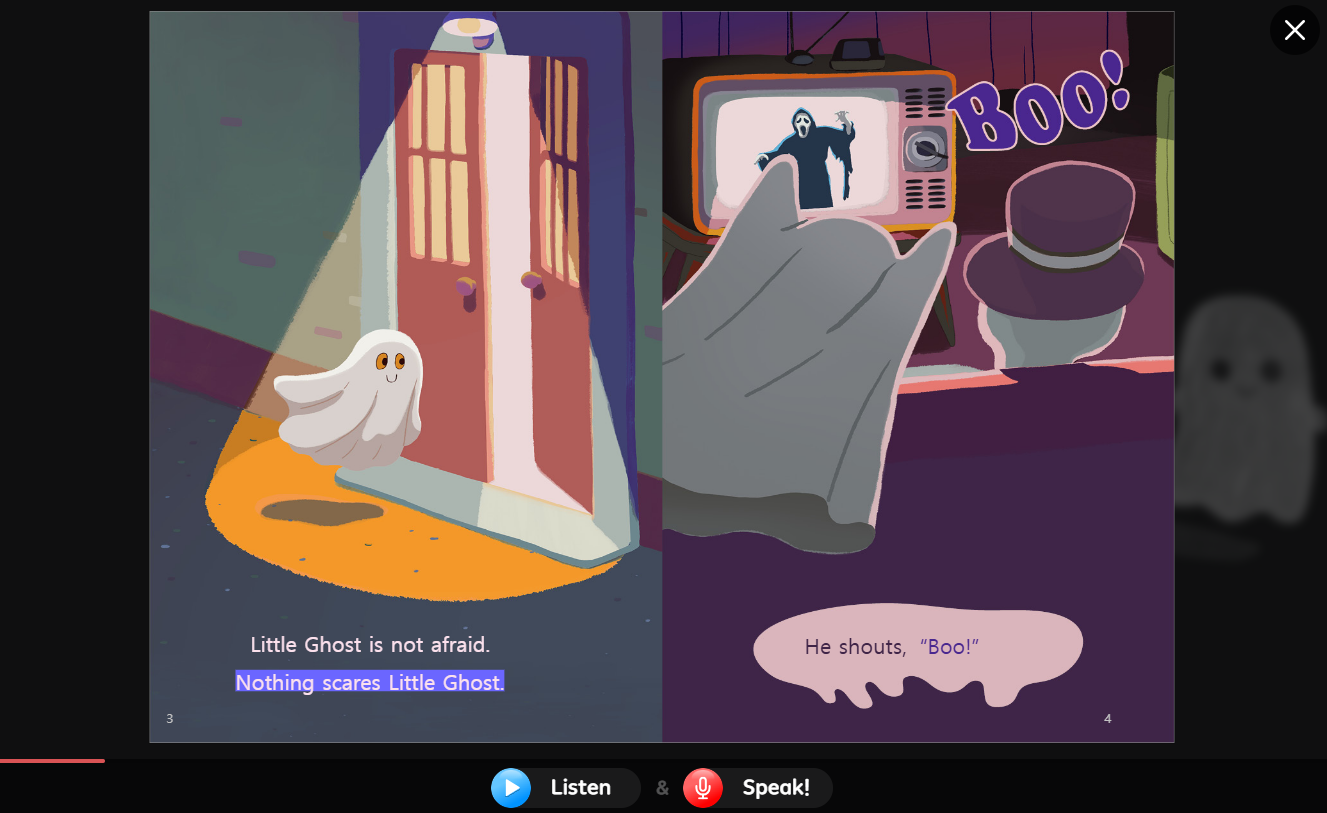 Little Ghost is not afraid.
Nothing scares Little Ghost.
3
Boo!
He shouts, “Boo!”
4
Listen & Speak!